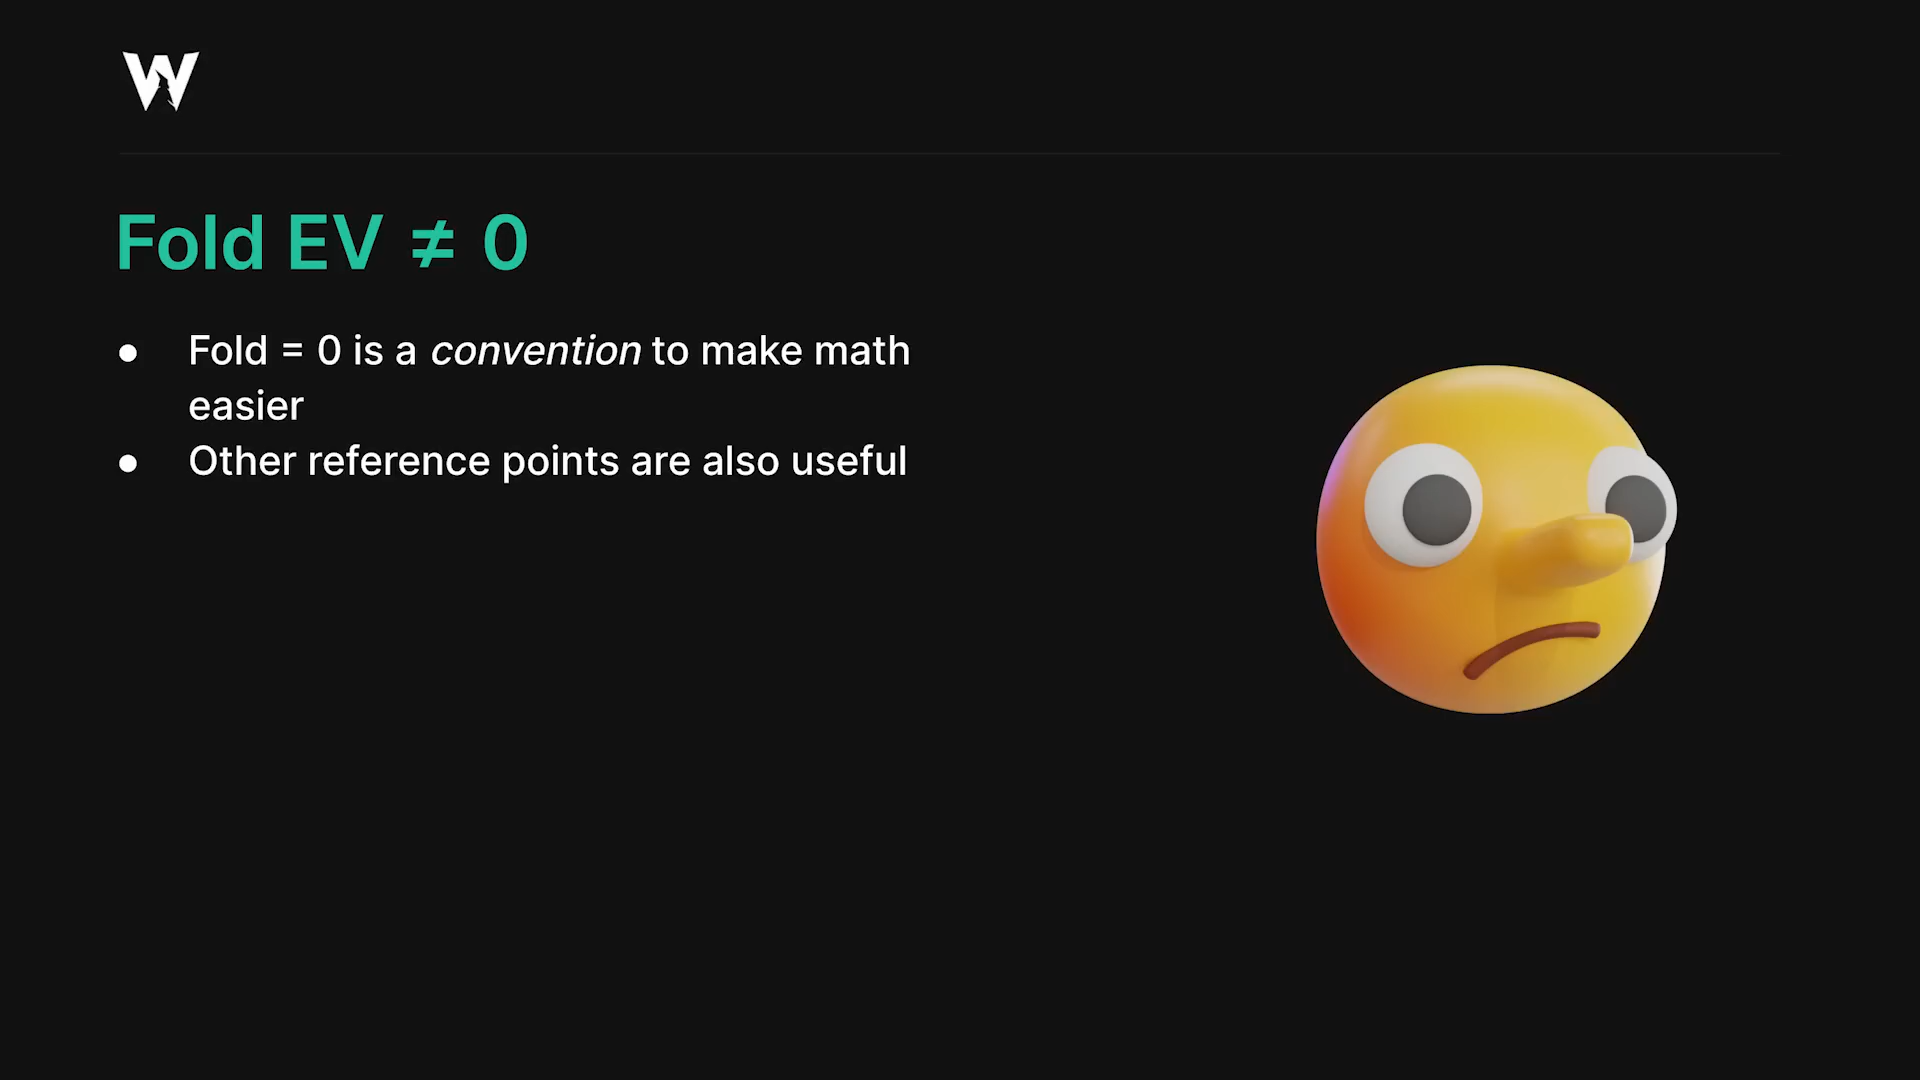 W
Fold EV ≠ 0
● Fold = 0 is a convention to make math
easier
● Other reference points are also useful